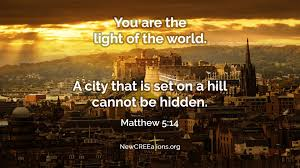 You are the
light of the world.
A city that is set on a hill
cannot be hidden.
Matthew 5:14
NewCREEations.org